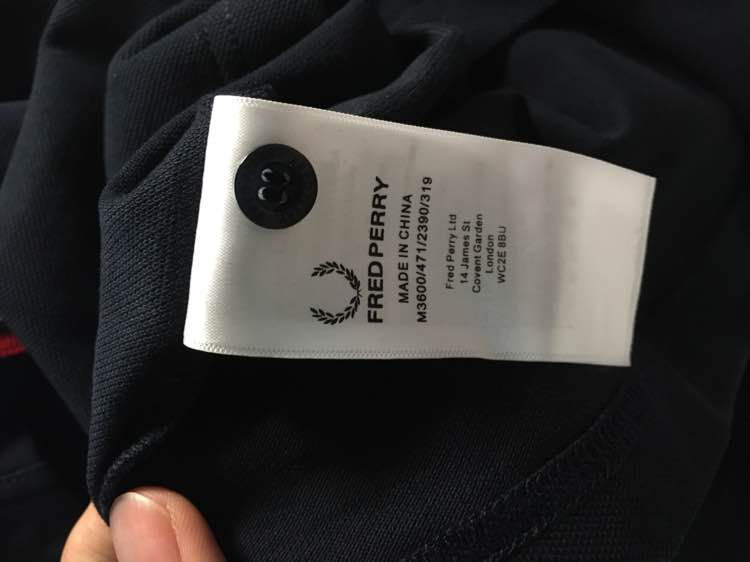 FRED PERRY
MADE IN CHINA
M3600/471/2390/319
Fred Perry Ltd
14 James St
Covent Garden
London
WC2E 8BU